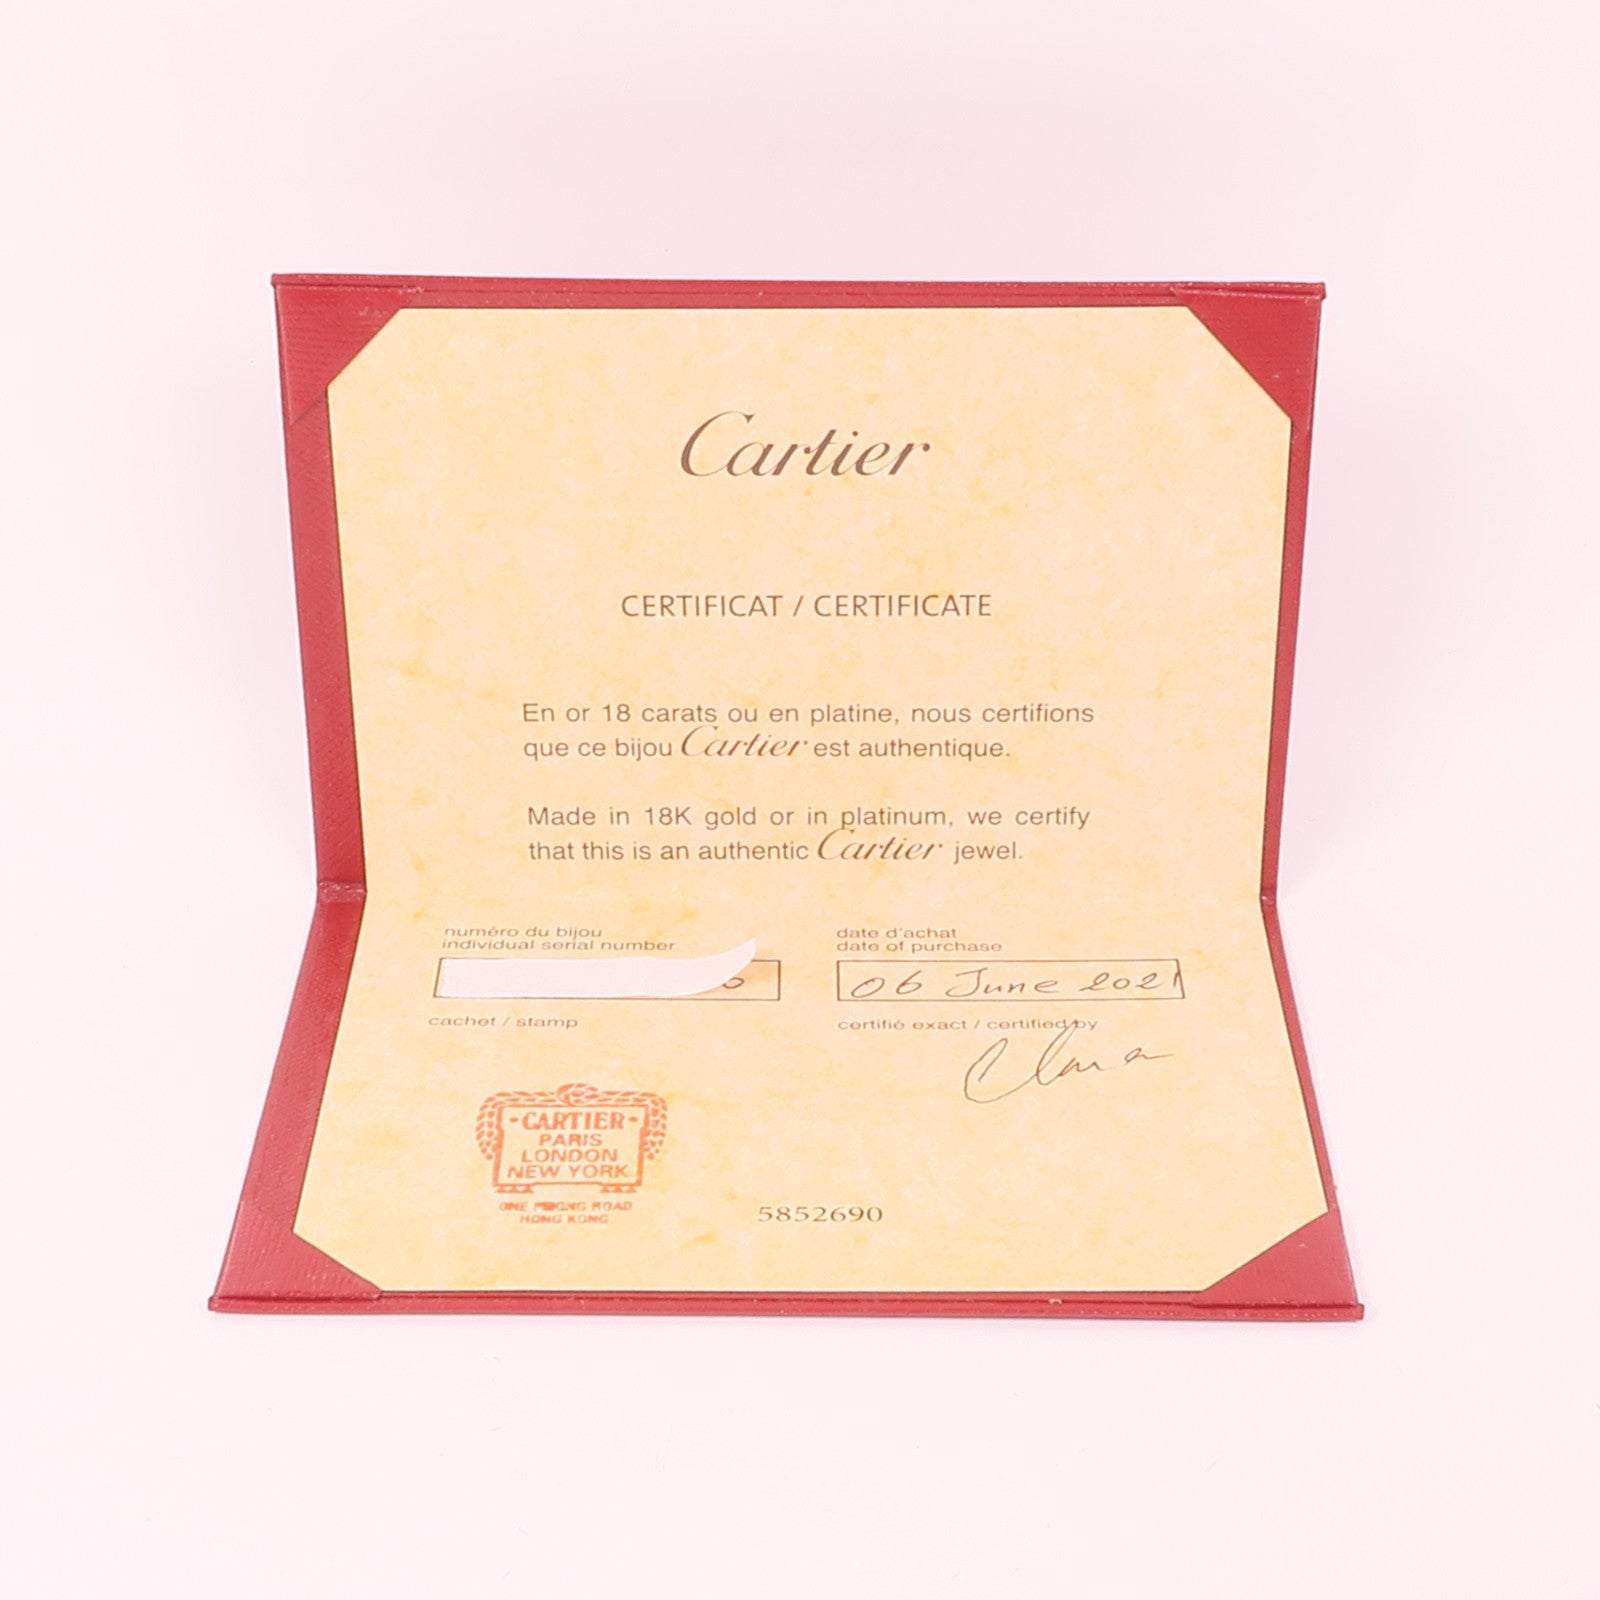 Cartier
CERTIFICAT / CERTIFICATE
En or 18 carats ou en platine, nous certifions
que ce bijou Cartier est authentique.
Made in 18K gold or in platinum, we certify
that this is an authentic Cartier jewel.
numéro du bijou
individual serial number
date d'achat
date of purchase
06 June 2021
cachet / stamp
certifié exact / certified by
·CARTIER·
PARIS
LONDON
NEW YORK
ONE ROAD
HONG KONG
5852690